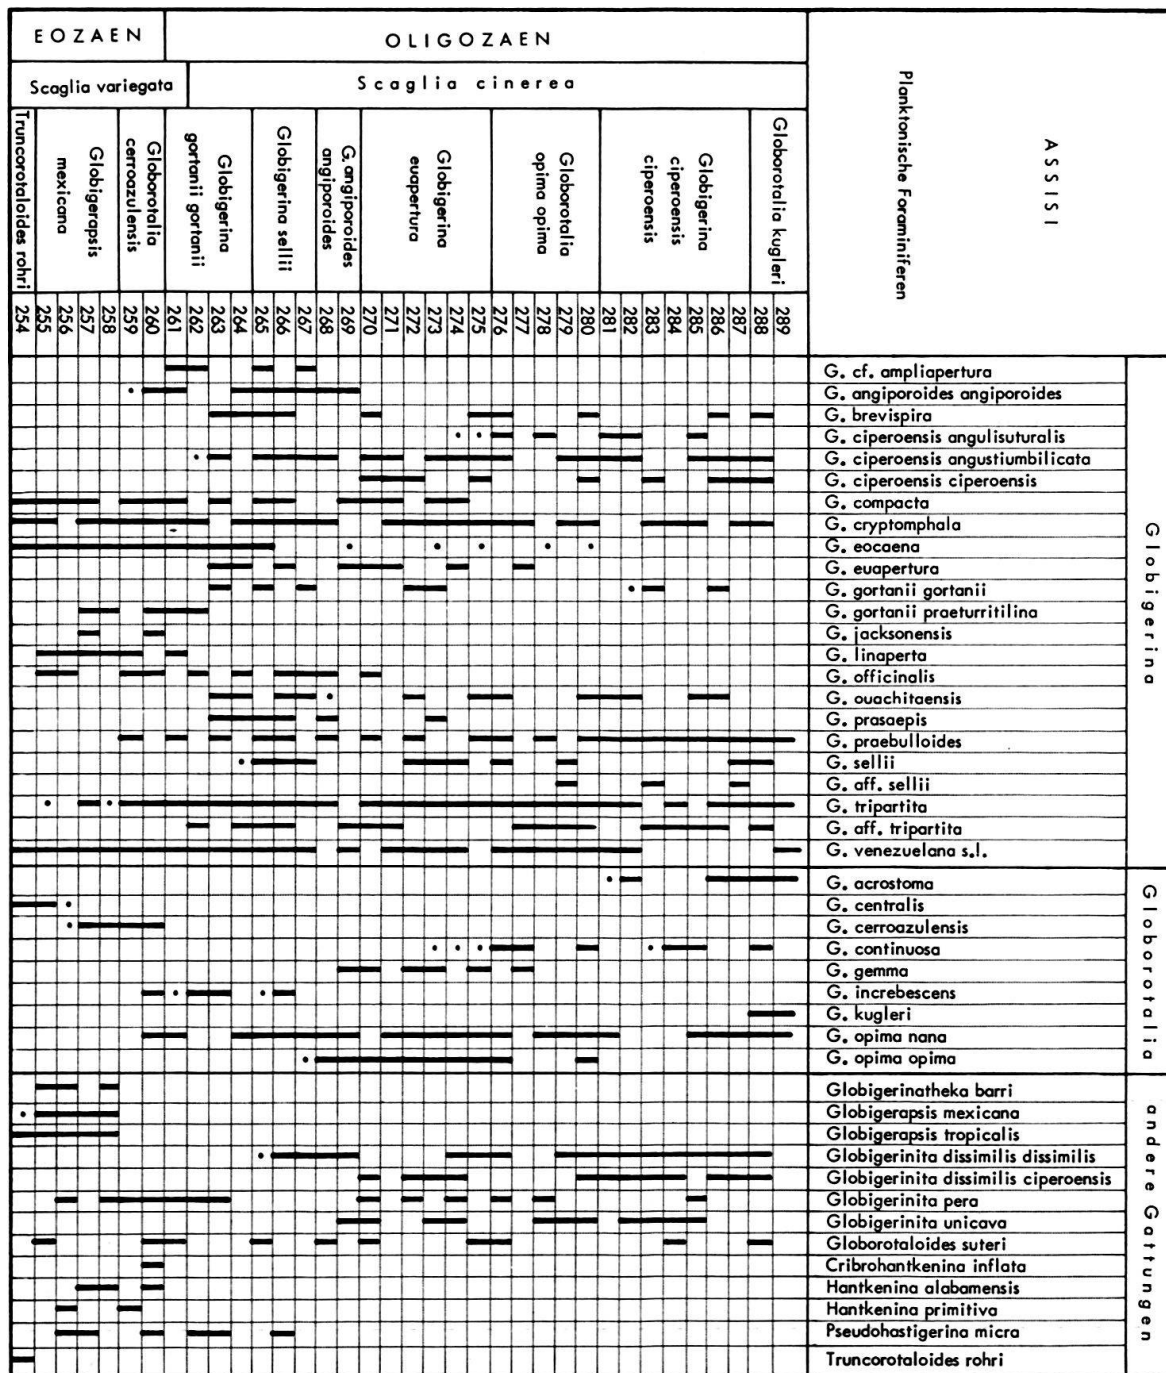 EOZAEN
OLIGOZAEN
Scaglia variegata
Scaglia cinerea
Truncorotaloides rohri
Globigerapsis
mexicana
Globorotalia
cerroazulensis
Globigerina
gortanii gortanii
Globigerina sellii
G. angiporoides
angiporoides
Globigerina
euapertura
Globorotalia
opima opima
Globigerina
ciperoensis
ciperoensis
Globorotalia kugleri
Planktonische Foraminiferen
ASSISI
254 255 256 257 258 259 260 261 262 263 264 265 266 267 268 269 270 271 272 273 274 275 276 277 278 279 280 281 282 283 284 285 286 287 288 289
Globigerina
G. cf. ampliapertura
G. angiporoides angiporoides
G. brevispira
G. ciperoensis angulisuturalis
G. ciperoensis angustiumbilicata
G. ciperoensis ciperoensis
G. compacta
G. cryptomphala
G. eocaena
G. euapertura
G. gortanii gortanii
G. gortanii praeturritilina
G. jacksonensis
G. linaperta
G. officinalis
G. ouachitaensis
G. prasaepis
G. praebulloides
G. sellii
G. aff. sellii
G. tripartita
G. aff. tripartita
G. venezuelana s.l.
Globorotalia
G. acrostoma
G. centralis
G. cerroazulensis
G. continuosa
G. gemma
G. increbescens
G. kugleri
G. opima nana
G. opima opima
andere Gattungen
Globigerinatheka barri
Globigerapsis mexicana
Globigerapsis tropicalis
Globigerinita dissimilis dissimilis
Globigerinita dissimilis ciperoensis
Globigerinita pera
Globigerinita unicava
Globorotaloides suteri
Cribrohantkenina inflata
Hantkenina alabamensis
Hantkenina primitiva
Pseudohastigerina micra
Truncorotaloides rohri